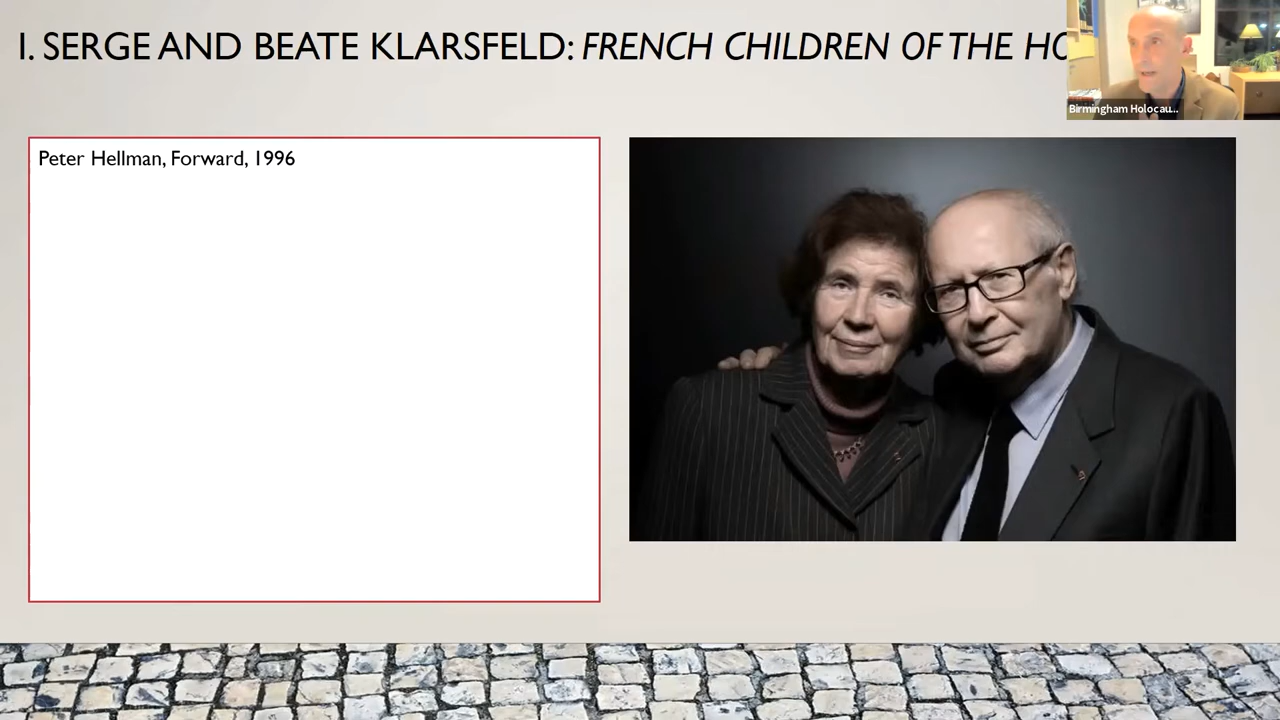 I. SERGE AND BEATE KLARSFELD: FRENCH CHILDREN OF THE HO
Birmingham Holocau...
Peter Hellman, Forward, 1996